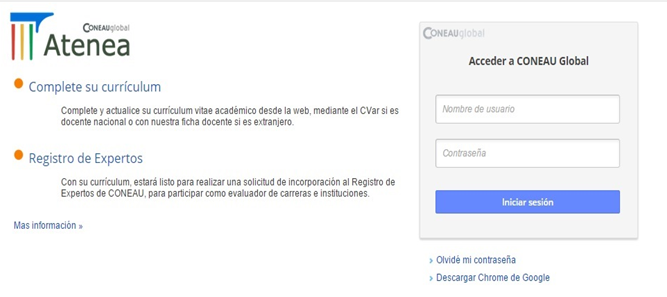 CONEAUglobal
Atenea
Complete su currículum
Complete y actualice su currículum vitae académico desde la web, mediante el CVar si es
docente nacional o con nuestra ficha docente si es extranjero.
Registro de Expertos
Con su currículum, estará listo para realizar una solicitud de incorporación al Registro de
Expertos de CONEAU, para participar como evaluador de carreras e instituciones.
Mas información »
CONEAUglobal
Acceder a CONEAU Global
Nombre de usuario
Contraseña
Iniciar sesión
› Olvidé mi contraseña
› Descargar Chrome de Google